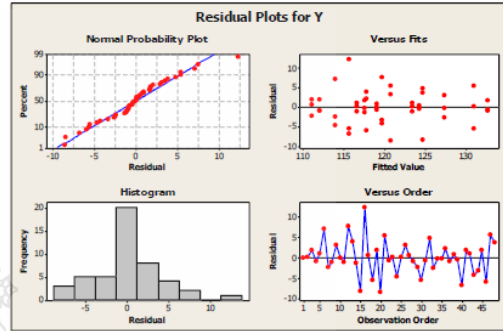 Residual Plots for Y
Normal Probability Plot
99
90
50
10
1
Percent
-10 -5 0 5 10
Residual
Versus Fits
10
5
0
-5
-10
Residual
110 115 120 125 130
Fitted Value
Histogram
20
15
10
5
0
Frequency
-5 0 5 10
Residual
Versus Order
10
5
0
-5
-10
Residual
1 5 10 15 20 25 30 35 40 45
Observation Order